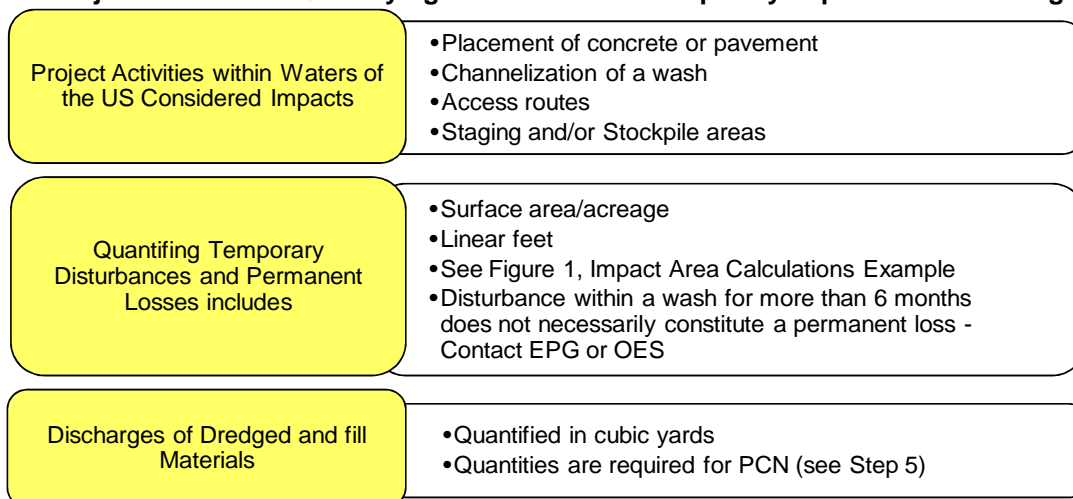 Project Activities within Waters of
the US Considered Impacts
•Placement of concrete or pavement
•Channelization of a wash
•Access routes
•Staging and/or Stockpile areas
Quantifing Temporary
Disturbances and Permanent
Losses includes
•Surface area/acreage
•Linear feet
•See Figure 1, Impact Area Calculations Example
•Disturbance within a wash for more than 6 months
does not necessarily constitute a permanent loss -
Contact EPG or OES
Discharges of Dredged and fill
Materials
•Quantified in cubic yards
•Quantities are required for PCN (see Step 5)